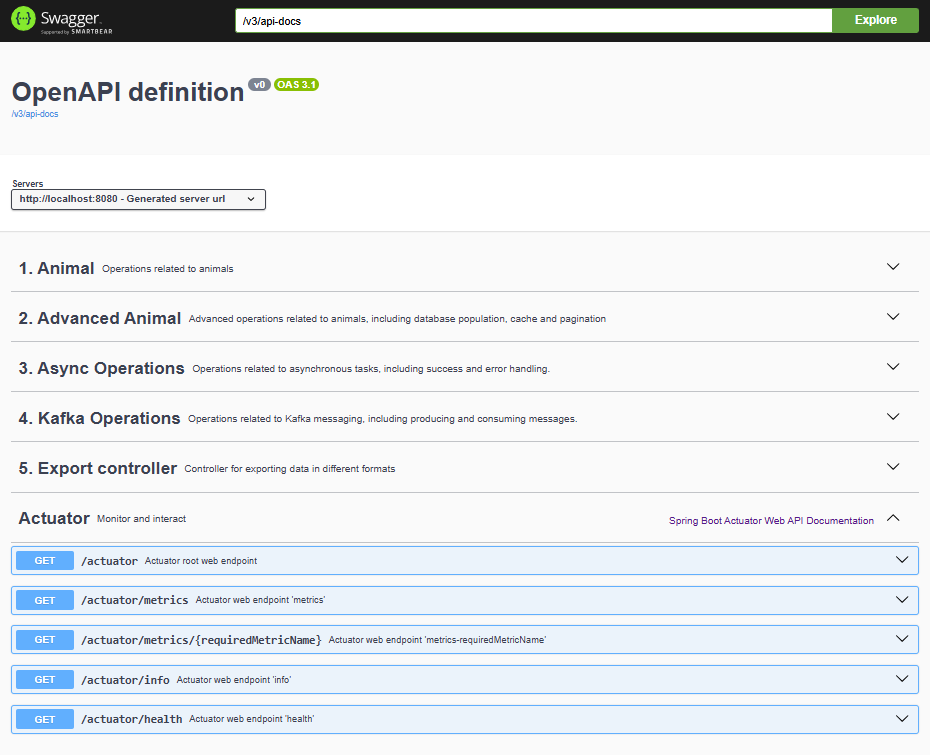 Swagger.
Supported by SMARTBEAR
/v3/api-docs
Explore
OpenAPI definition v0 OAS 3.1
/v3/api-docs
Servers
http://localhost:8080 - Generated server url
1. Animal Operations related to animals
2. Advanced Animal Advanced operations related to animals, including database population, cache and pagination
3. Async Operations Operations related to asynchronous tasks, including success and error handling.
4. Kafka Operations Operations related to Kafka messaging, including producing and consuming messages.
5. Export controller Controller for exporting data in different formats
Actuator Monitor and interact Spring Boot Actuator Web API Documentation
GET /actuator Actuator root web endpoint
GET /actuator/metrics Actuator web endpoint 'metrics'
GET /actuator/metrics/{requiredMetricName} Actuator web endpoint 'metrics-requiredMetricName'
GET /actuator/info Actuator web endpoint 'info'
GET /actuator/health Actuator web endpoint 'health'